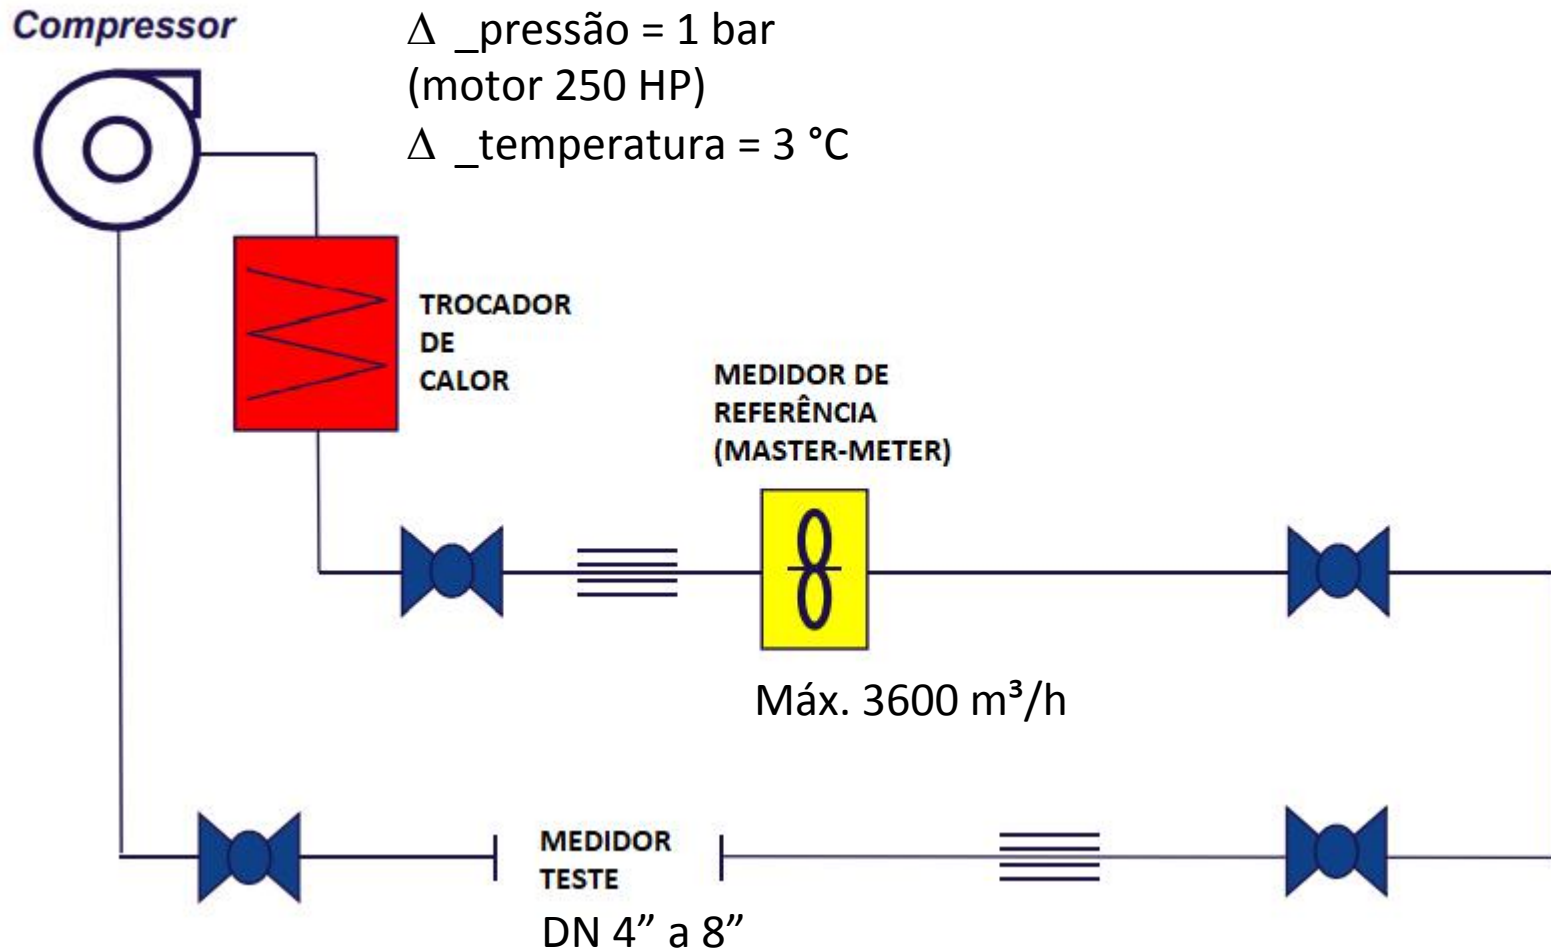 Compressor
Δ _pressão = 1 bar
(motor 250 HP)
Δ _temperatura = 3 °C
TROCADOR
DE
CALOR
MEDIDOR DE
REFERÊNCIA
(MASTER-METER)
Máx. 3600 m³/h
MEDIDOR
TESTE
DN 4” a 8”